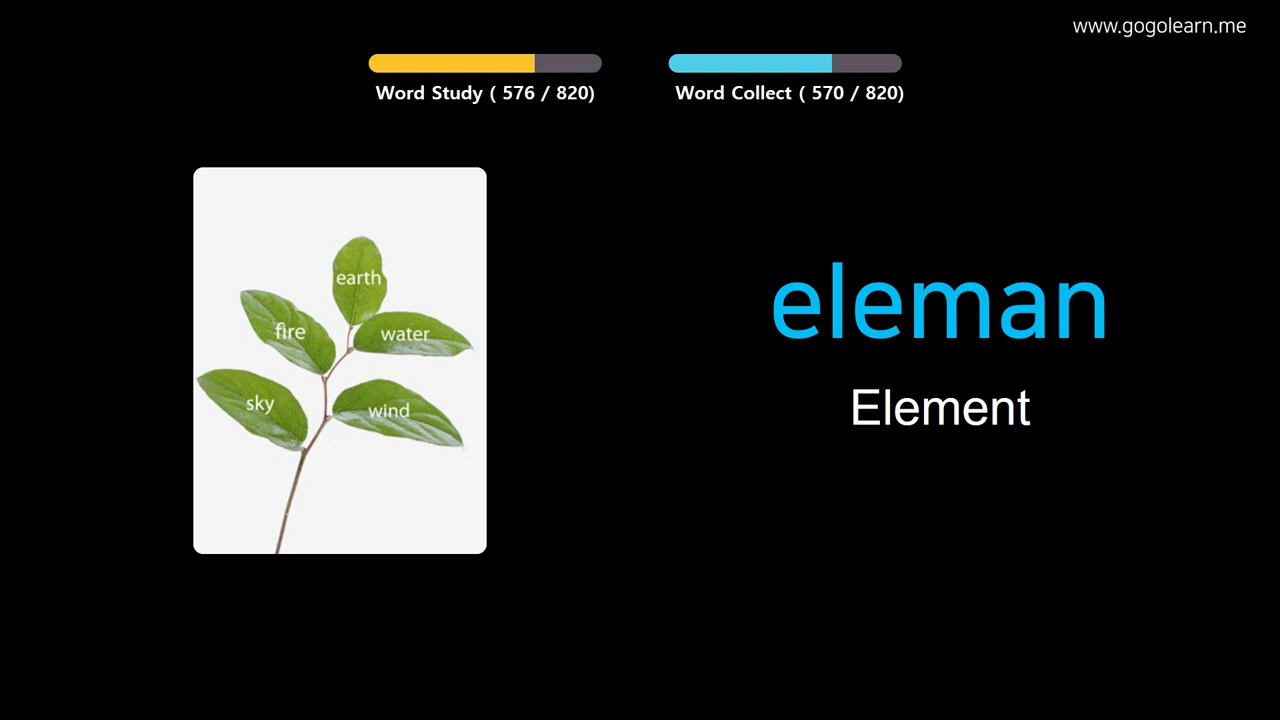 www.gogolearn.me
Word Study ( 576 / 820)
Word Collect ( 570 / 820)
earth
fire
water
sky
wind
eleman
Element